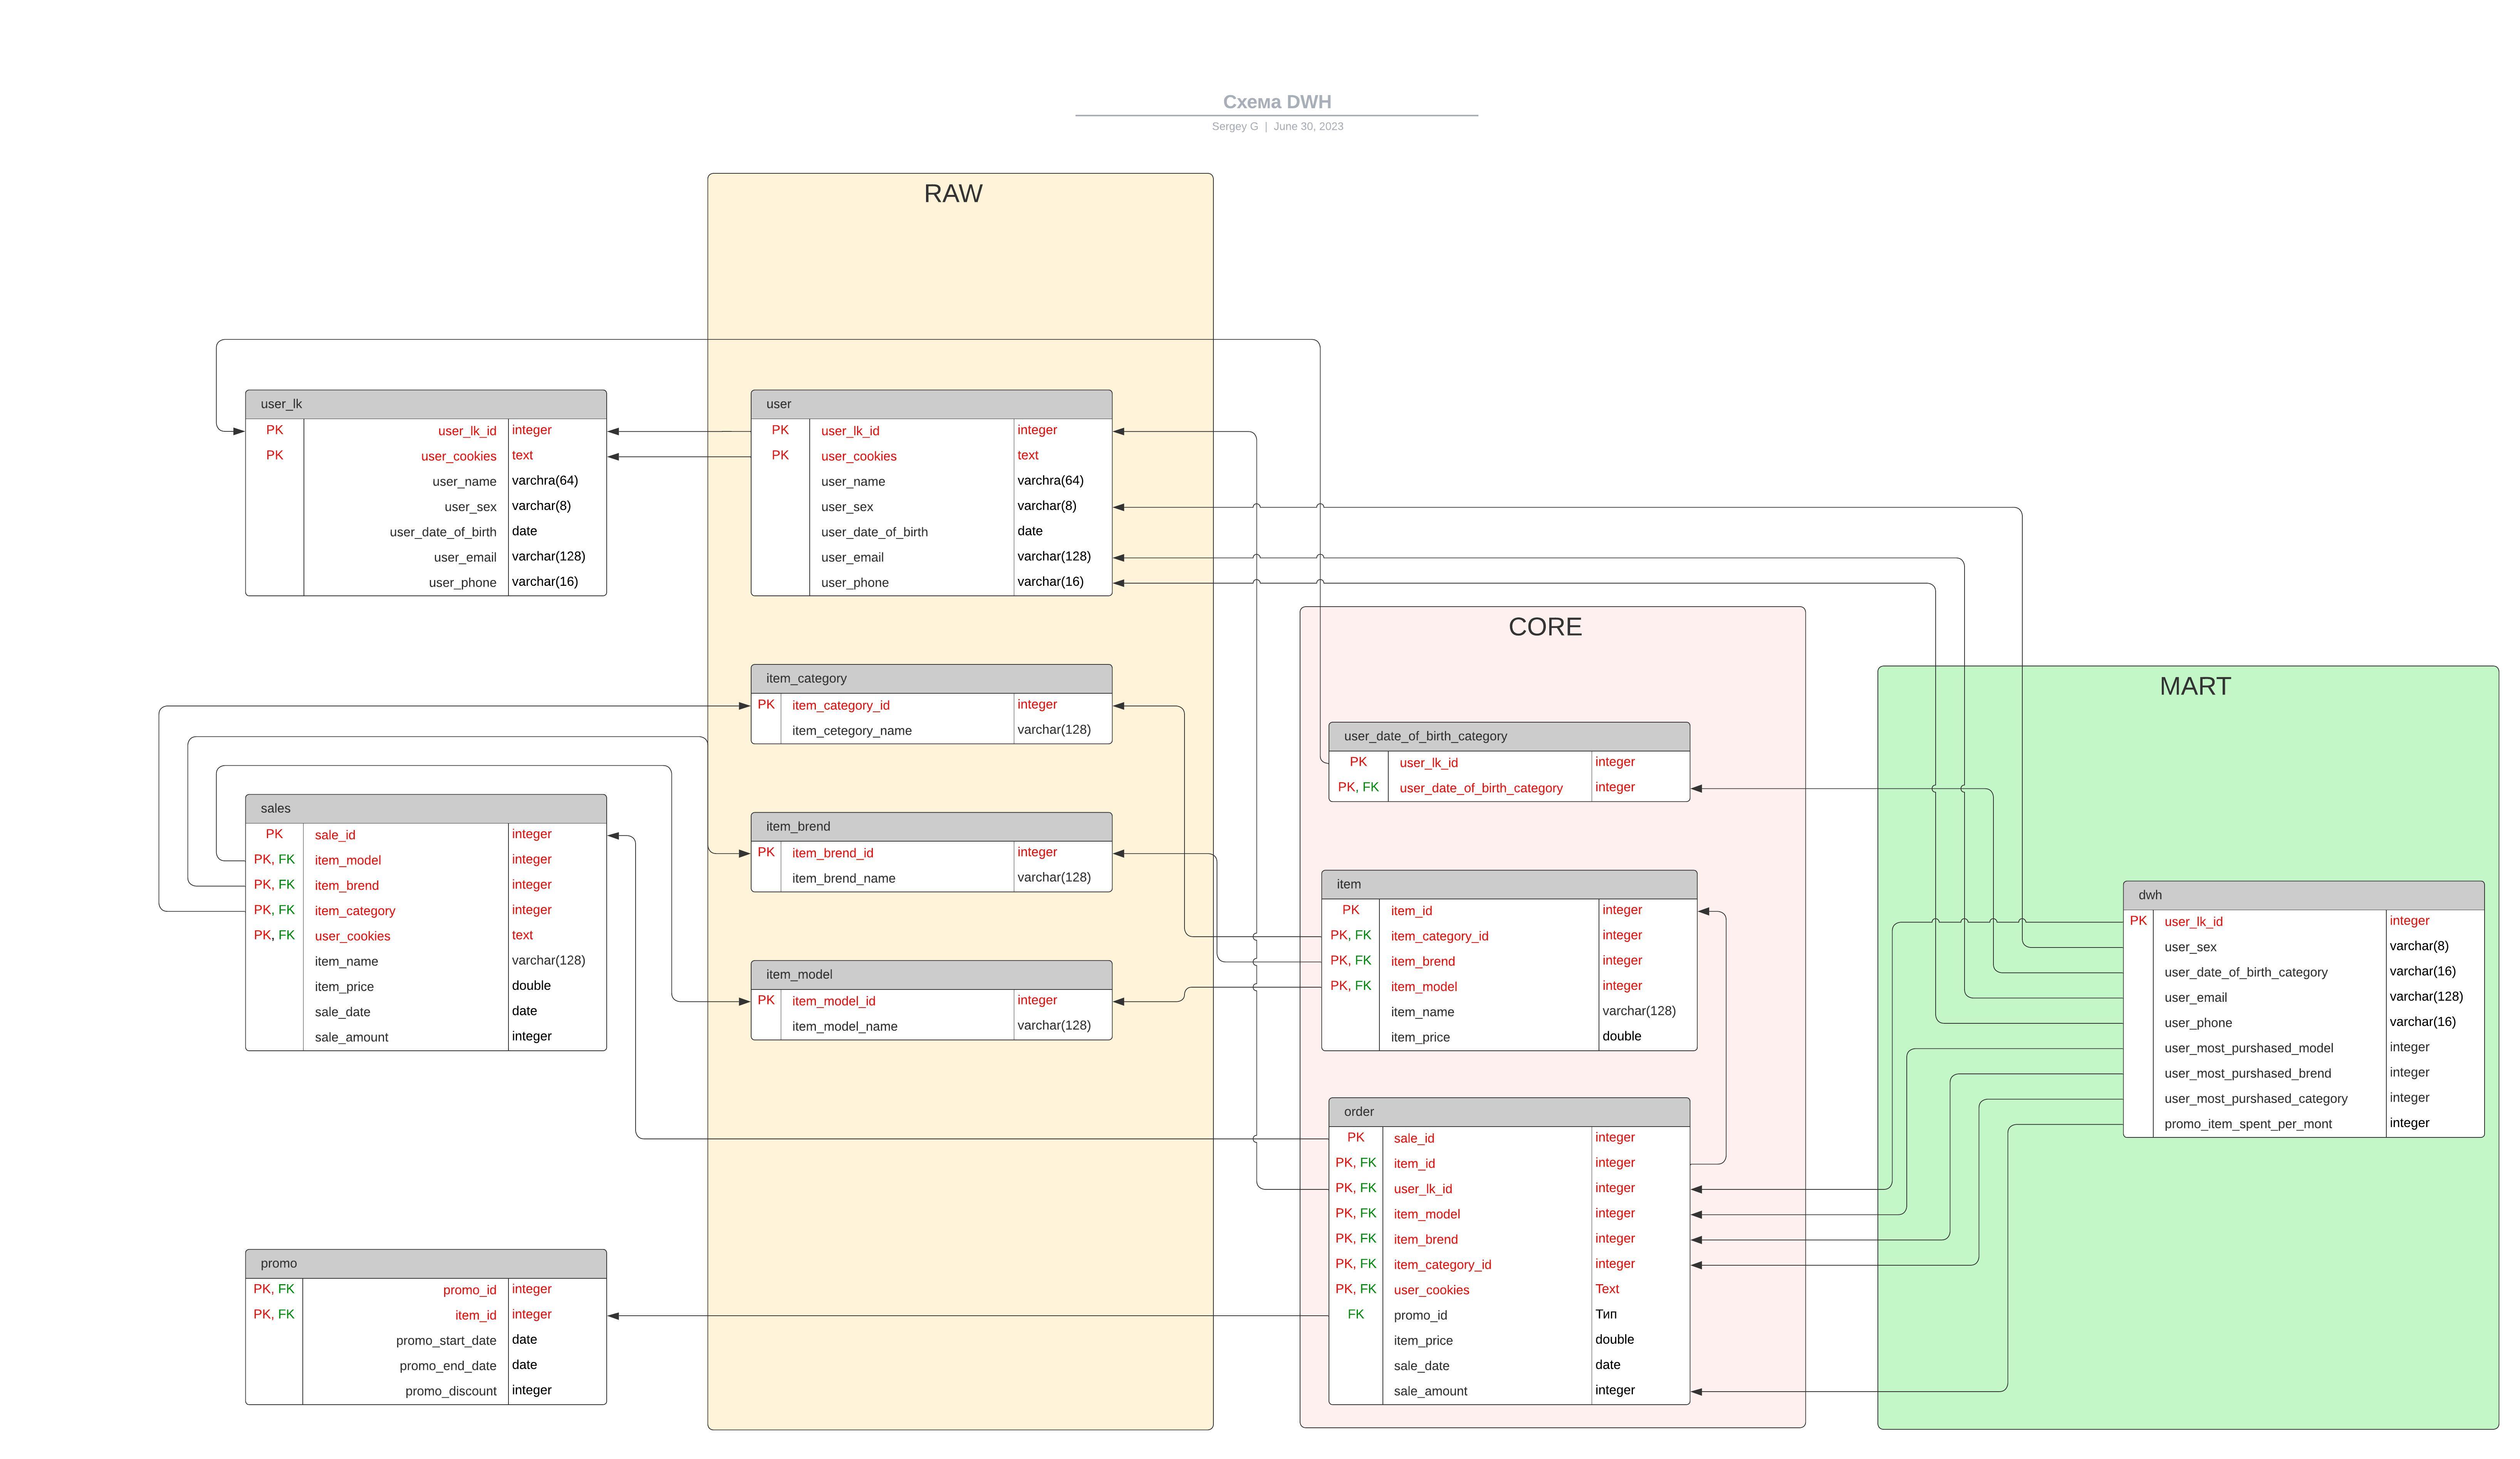 Схема DWH
Sergey G | June 30, 2023
RAW
user_lk
PK user_lk_id integer
PK user_cookies text
user_name varchra(64)
user_sex varchar(8)
user_date_of_birth date
user_email varchar(128)
user_phone varchar(16)
user
PK user_lk_id integer
PK user_cookies text
user_name varchra(64)
user_sex varchar(8)
user_date_of_birth date
user_email varchar(128)
user_phone varchar(16)
item_category
PK item_category_id integer
item_cetegory_name varchar(128)
item_brend
PK item_brend_id integer
item_brend_name varchar(128)
item_model
PK item_model_id integer
item_model_name varchar(128)
sales
PK sale_id integer
PK, FK item_model integer
PK, FK item_brend integer
PK, FK item_category integer
PK, FK user_cookies text
item_name varchar(128)
item_price double
sale_date date
sale_amount integer
promo
PK, FK promo_id integer
PK, FK item_id integer
promo_start_date date
promo_end_date date
promo_discount integer
CORE
user_date_of_birth_category
PK user_lk_id integer
PK, FK user_date_of_birth_category integer
item
PK item_id integer
PK, FK item_category_id integer
PK, FK item_brend integer
PK, FK item_model integer
item_name varchar(128)
item_price double
order
PK sale_id integer
PK, FK item_id integer
PK, FK user_lk_id integer
PK, FK item_model integer
PK, FK item_brend integer
PK, FK item_category_id integer
PK, FK user_cookies Text
FK promo_id Тип
item_price double
sale_date date
sale_amount integer
MART
dwh
PK user_lk_id integer
user_sex varchar(8)
user_date_of_birth_category varchar(16)
user_email varchar(128)
user_phone varchar(16)
user_most_purshased_model integer
user_most_purshased_brend integer
user_most_purshased_category integer
promo_item_spent_per_mont integer